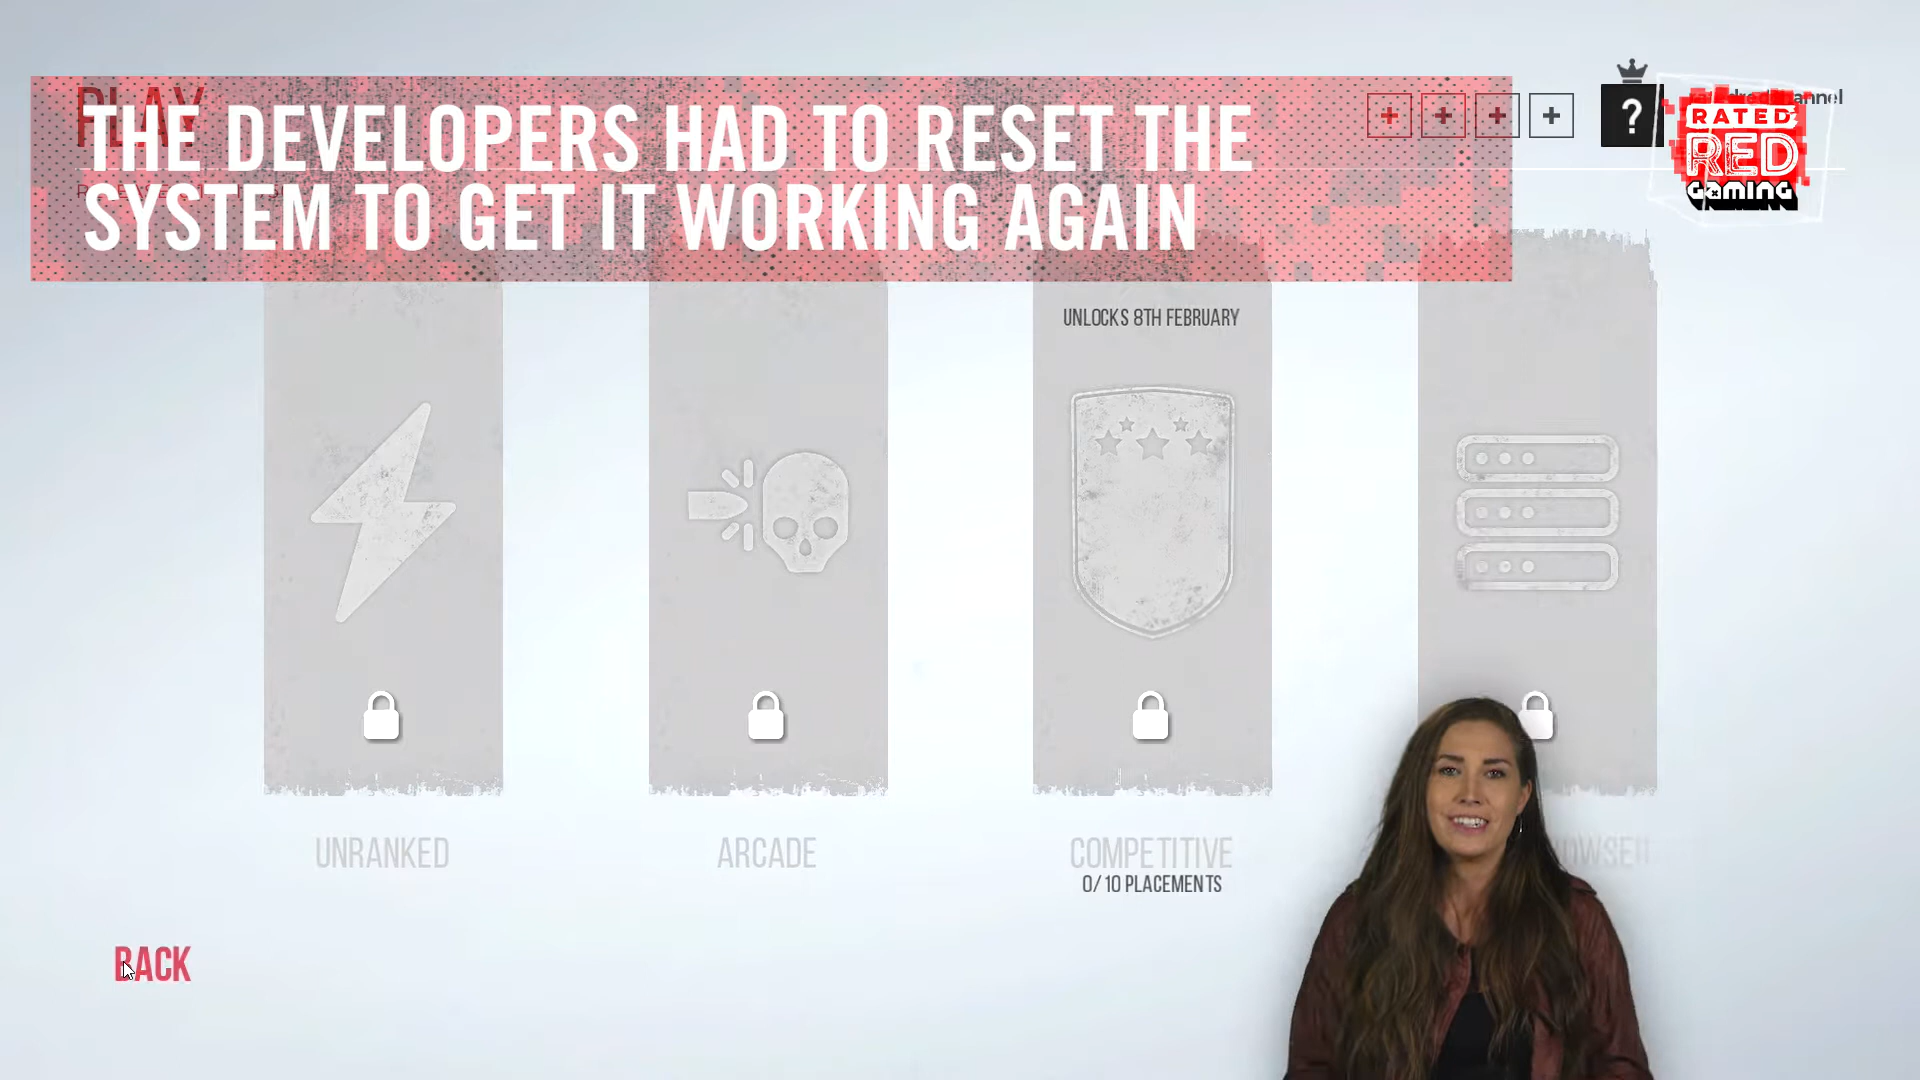 PLAY
THE DEVELOPERS HAD TO RESET THE
SYSTEM TO GET IT WORKING AGAIN
?
RATED
RED
GAMING
UNLOCKS 8TH FEBRUARY
UNRANKED
ARCADE
COMPETITIVE
0/10 PLACEMENTS
BACK